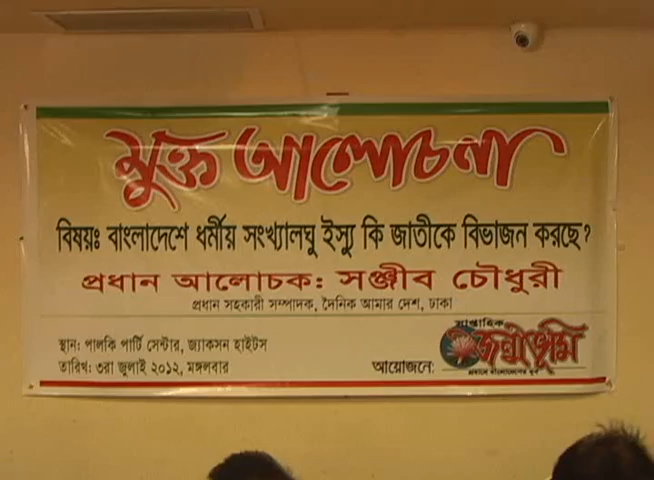 মুক্ত আলোচনা
বিষয়ঃ বাংলাদেশে ধর্মীয় সংখ্যালঘু ইস্যু কি জাতীকে বিভাজন করছে?
প্রধান আলোচক: সঞ্জীব চৌধুরী
প্রধান সহকারী সম্পাদক, দৈনিক আমার দেশ, ঢাকা
স্থান: পালকি পার্টি সেন্টার, জ্যাকসন হাইটস
তারিখ: ৩রা জুলাই ২০১২, মঙ্গলবার
আয়োজনে:
সাপ্তাহিক
জন্মভূমি